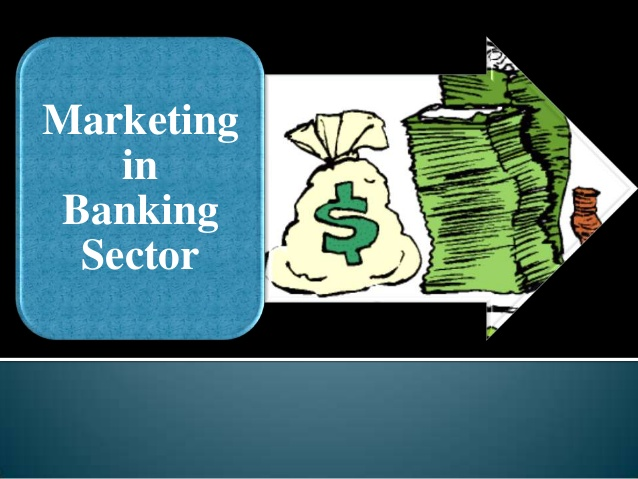 Marketing
in
Banking
Sector
$